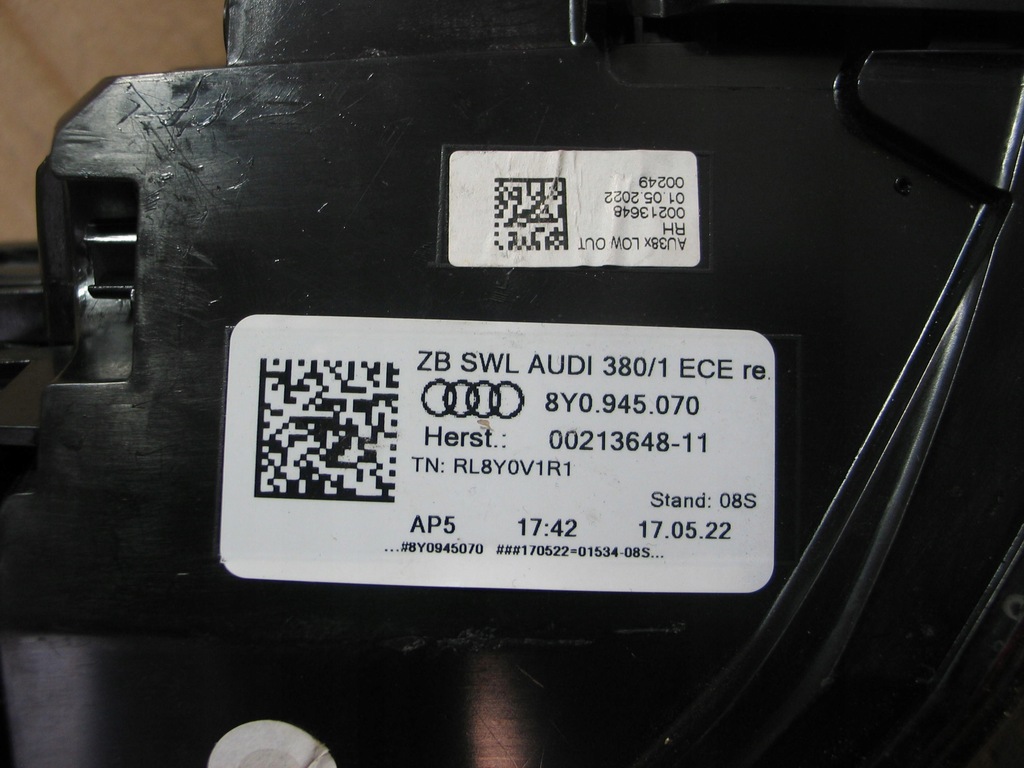 AU38x LOW OUT
RH
00213648
01.05.2022
00249
ZB SWL AUDI 380/1 ECE re.
8Y0.945.070
Herst.: 00213648-11
TN: RL8Y0V1R1
Stand: 08S
AP5 17:42 17.05.22
...#8Y0945070 ###170522=01534-08S...